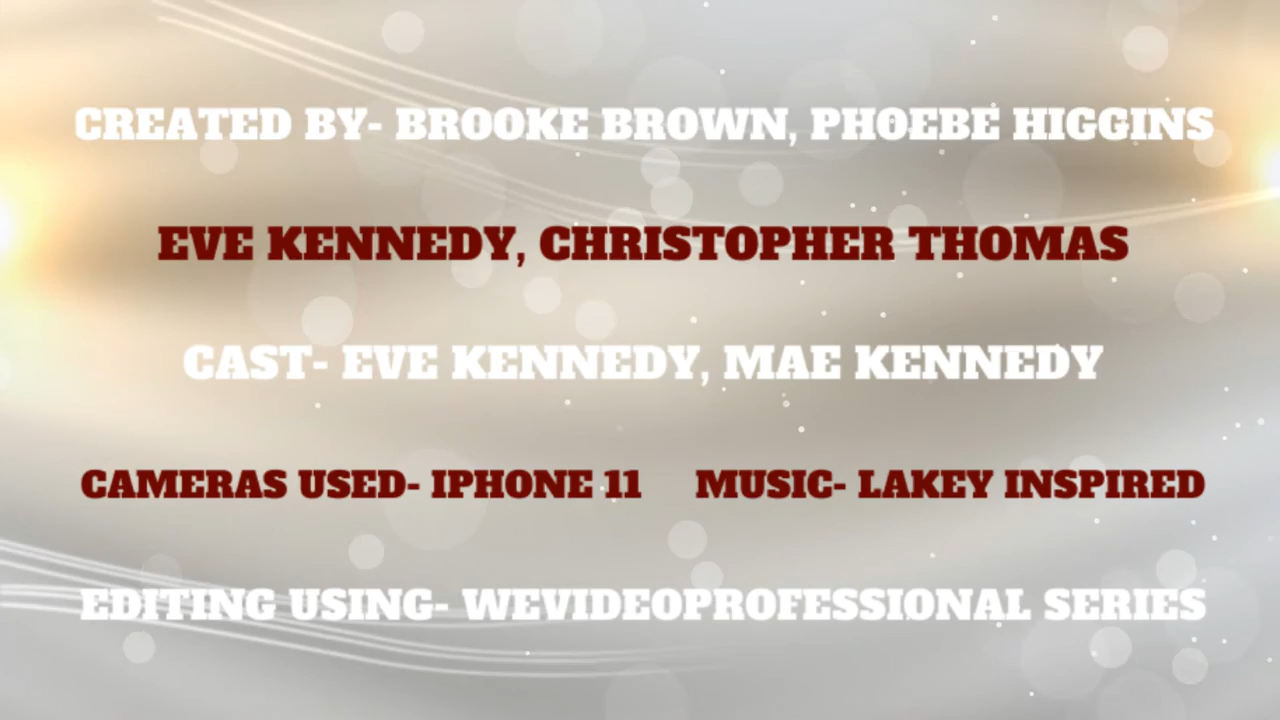 CREATED BY- BROOKE BROWN, PHOEBE HIGGINS
EVE KENNEDY, CHRISTOPHER THOMAS
CAST- EVE KENNEDY, MAE KENNEDY
CAMERAS USED- IPHONE 11 MUSIC- LAKEY INSPIRED
EDITING USING- WEVIDEOPROFESSIONAL SERIES